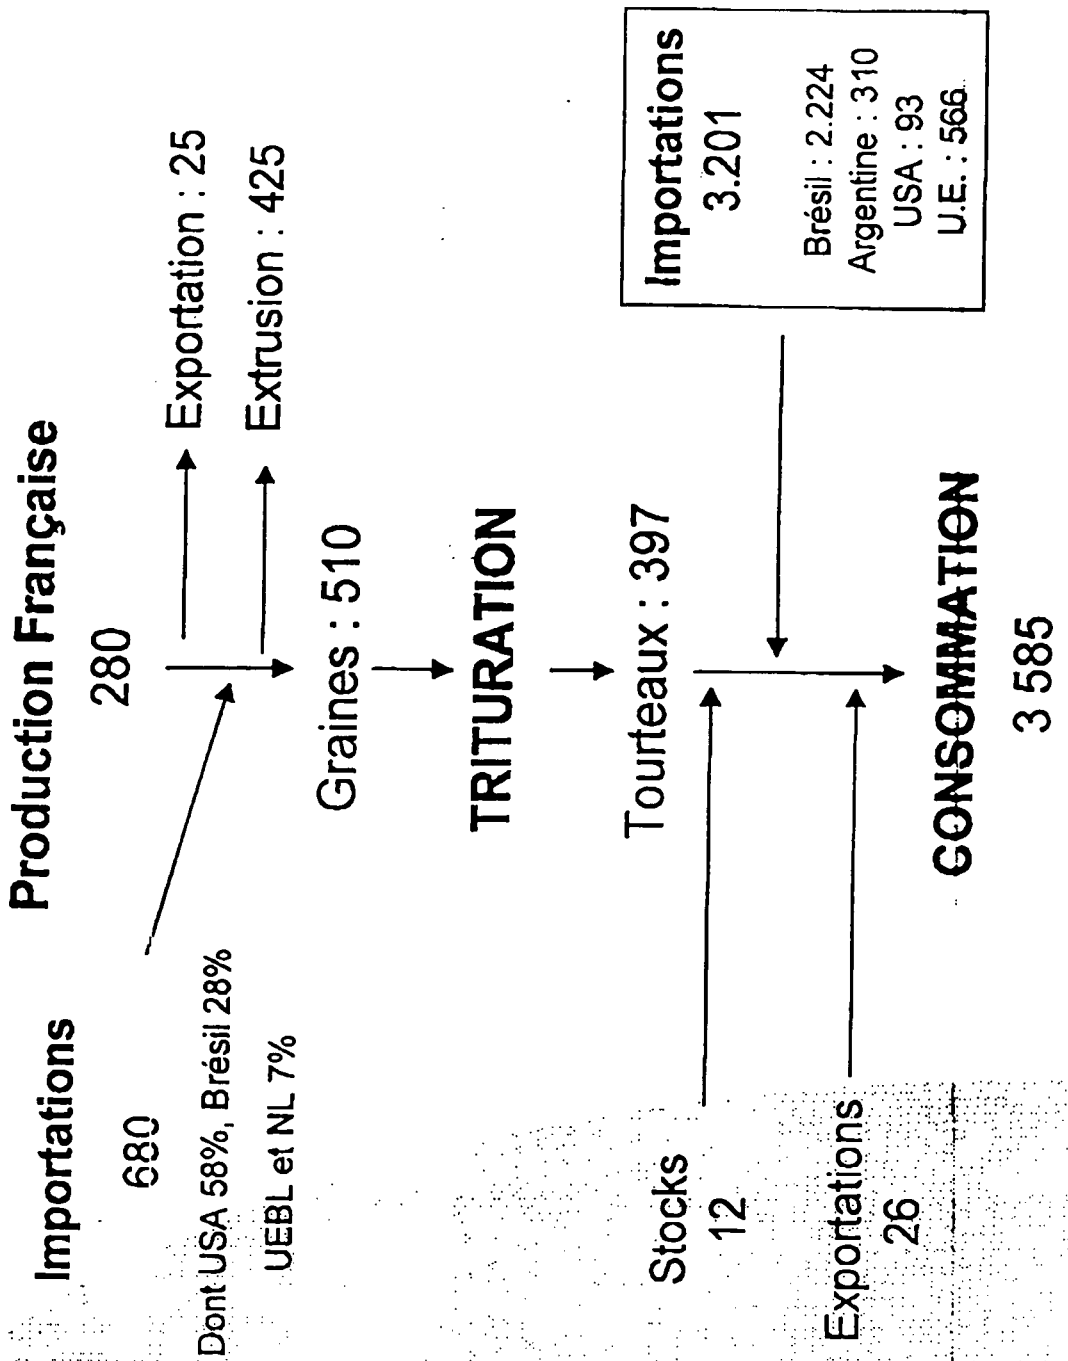 Production Française
280
Importations
680
Dont USA 58%, Brésil 28%
UEBL et NL 7%
Exportation : 25
Extrusion : 425
Graines : 510
TRITURATION
Tourteaux : 397
Importations
3.201
Brésil : 2.224
Argentine : 310
USA : 93
U.E. : 566
Stocks
12
Exportations
26
CONSOMMATION
3 585